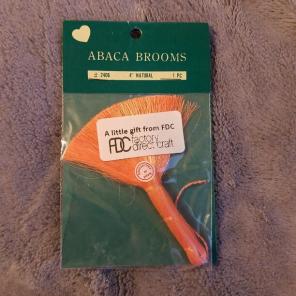 ABACA BROOMS
# 2406 4" NATURAL 1 PC
A little gift from FDC
FDC factory direct craft